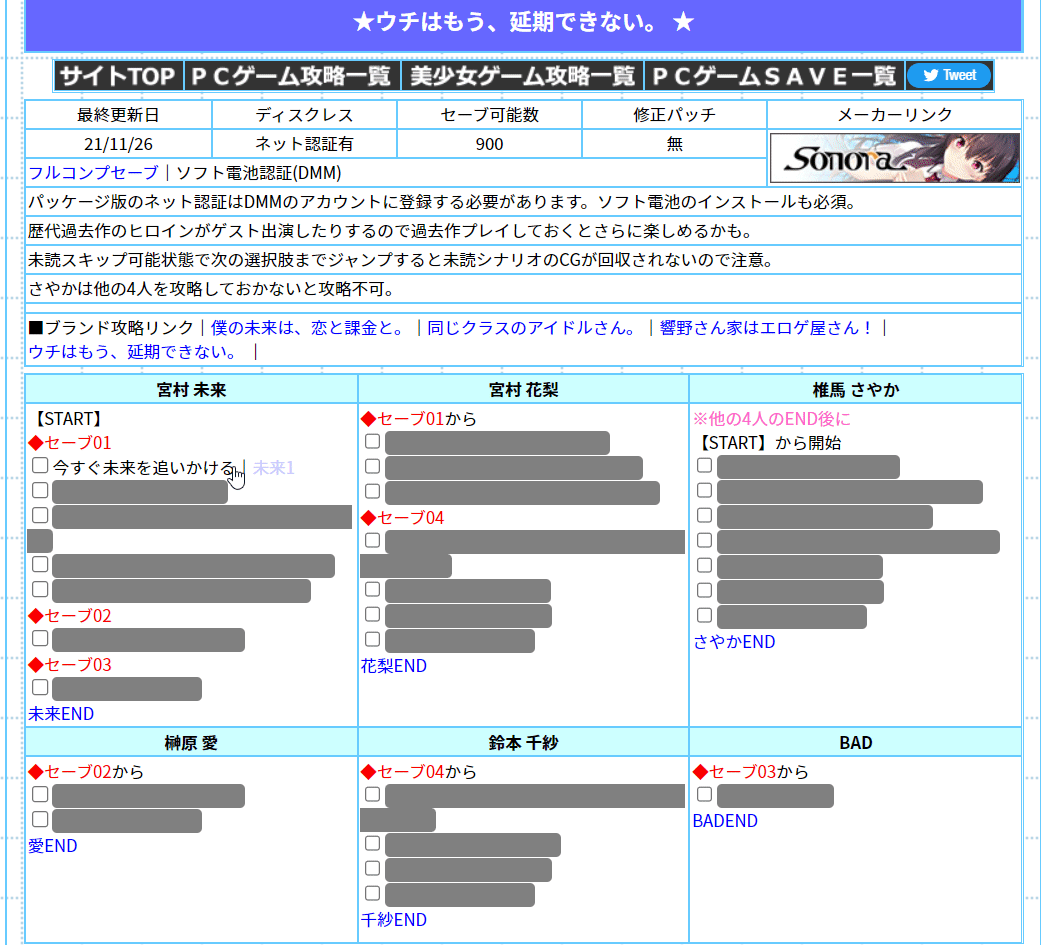 ★ウチはもう、延期できない。 ★
サイトTOP ＰＣゲーム攻略一覧 美少女ゲーム攻略一覧 ＰＣゲームＳＡＶＥ一覧 Tweet
最終更新日 ディスクレス セーブ可能数 修正パッチ メーカーリンク
21/11/26 ネット認証有 900 無 Sonora
フルコンプセーブ｜ソフト電池認証(DMM)
パッケージ版のネット認証はDMMのアカウントに登録する必要があります。ソフト電池のインストールも必須。
歴代過去作のヒロインがゲスト出演したりするので過去作プレイしておくとさらに楽しめるかも。
未読スキップ可能状態で次の選択肢までジャンプすると未読シナリオのCGが回収されないので注意。
さやかは他の4人を攻略しておかないと攻略不可。
■ブランド攻略リンク｜僕の未来は、恋と課金と。｜同じクラスのアイドルさん。｜響野さん家はエロゲ屋さん！｜
ウチはもう、延期できない。 ｜
宮村 未来
【START】
◆セーブ01
今すぐ未来を追いかける｜未来1
◆セーブ02
◆セーブ03
未来END
宮村 花梨
◆セーブ01から
◆セーブ04
花梨END
椎馬 さやか
※他の4人のEND後に
【START】から開始
さやかEND
榊原 愛
◆セーブ02から
愛END
鈴本 千紗
◆セーブ04から
千紗END
BAD
◆セーブ03から
BADEND